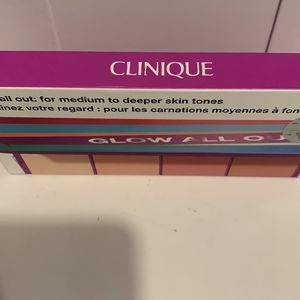 CLINIQUE
all out: for medium to deeper skin tones
inez votre regard : pour les carnations moyennes à fon
GLOW ALL OU